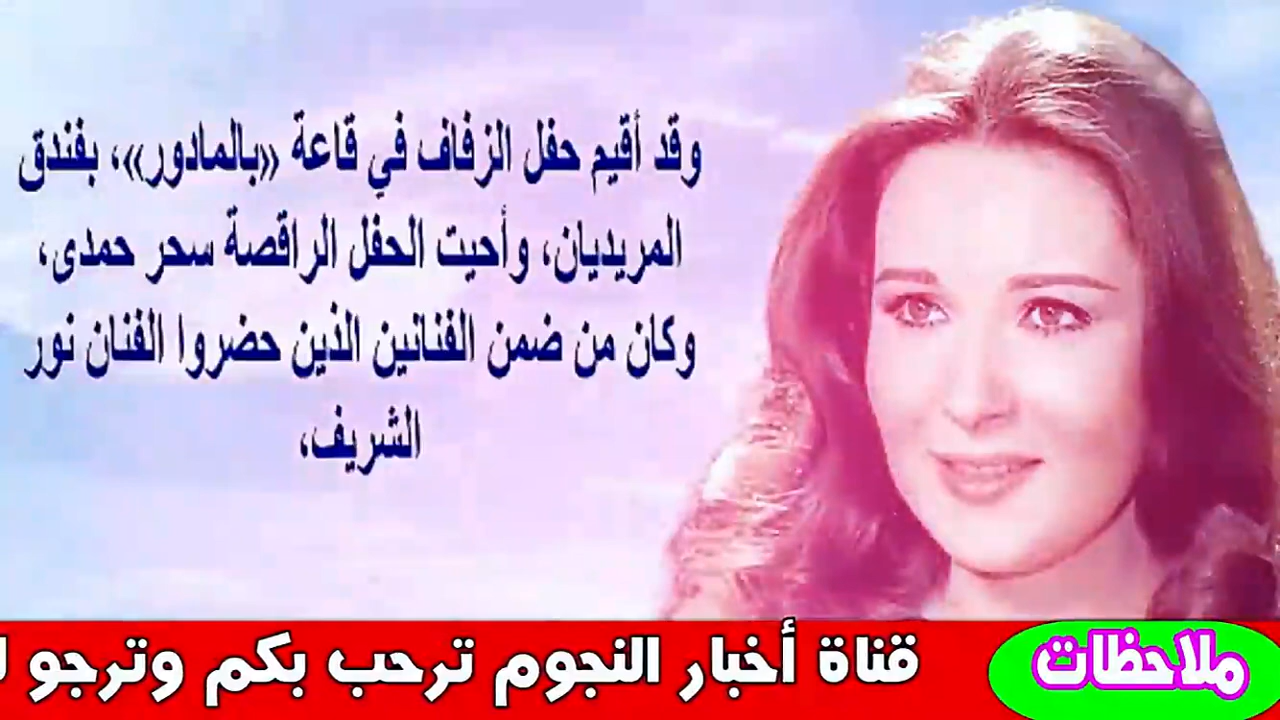 وقد أقيم حفل الزفاف في قاعة «بالمادور»، بفندق
المريديان، وأحيت الحفل الراقصة سحر حمدى،
وكان من ضمن الفنانين الذين حضروا الفنان نور
الشريف،
ملاحظات
قناة أخبار النجوم ترحب بكم وترجو